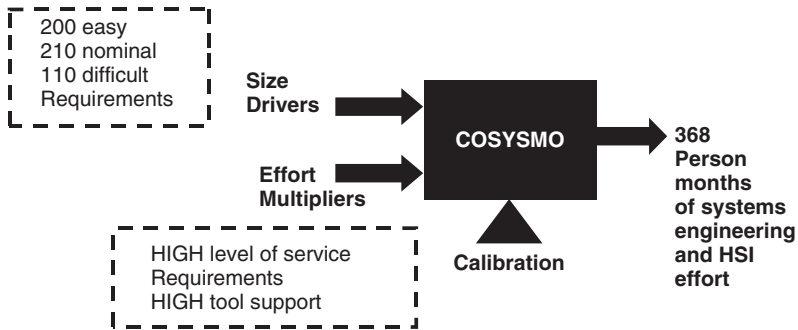 200 easy
210 nominal
110 difficult
Requirements
Size
Drivers
Effort
Multipliers
HIGH level of service
Requirements
HIGH tool support
COSYSMO
Calibration
368
Person
months
of systems
engineering
and HSI
effort